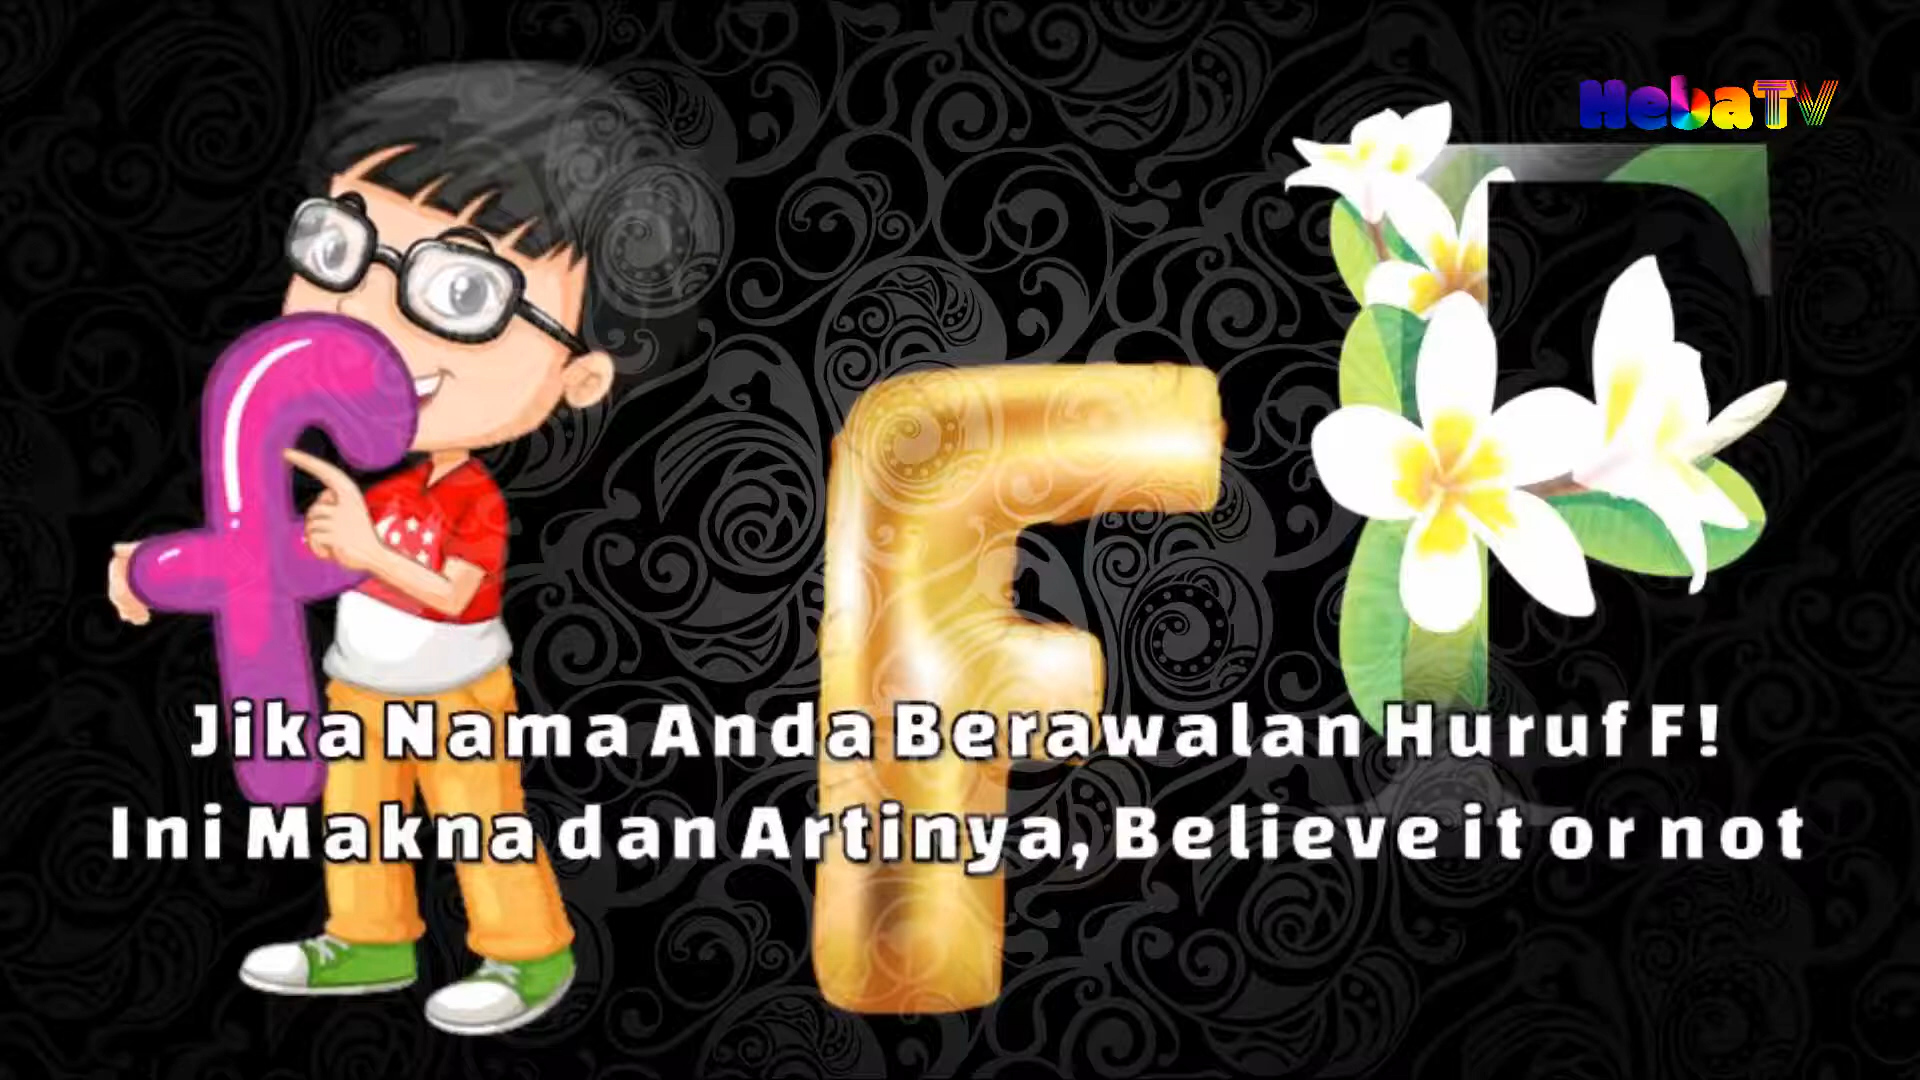 HebaTV
f
F
F
Jika Nama Anda Berawalan Huruf F!
Ini Makna dan Artinya, Believe it or not